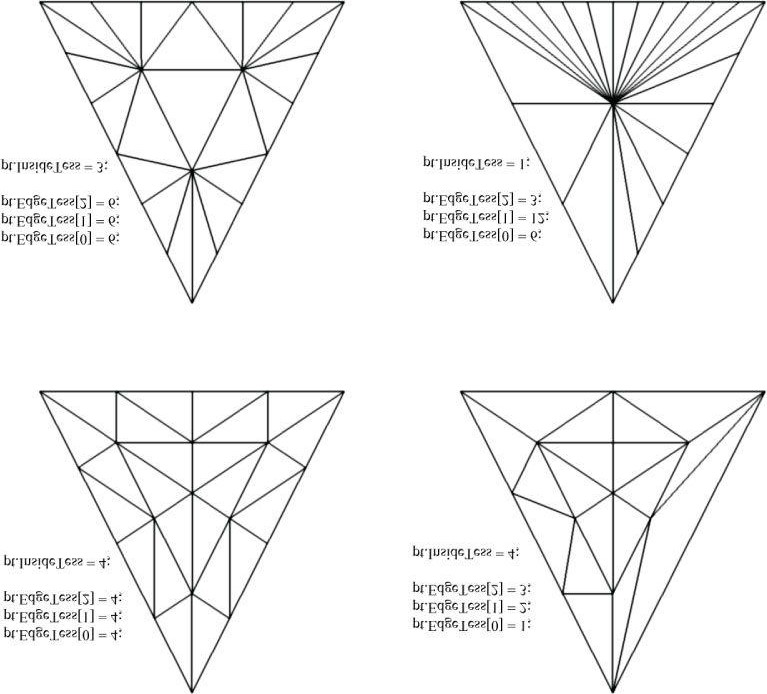 pt.EdgeTess[0] = 4;
pt.EdgeTess[1] = 4;
pt.EdgeTess[2] = 4;
pt.InsideTess = 4;
pt.EdgeTess[0] = 1;
pt.EdgeTess[1] = 2;
pt.EdgeTess[2] = 3;
pt.InsideTess = 4;
pt.EdgeTess[0] = 6;
pt.EdgeTess[1] = 6;
pt.EdgeTess[2] = 6;
pt.InsideTess = 3;
pt.EdgeTess[0] = 6;
pt.EdgeTess[1] = 12;
pt.EdgeTess[2] = 3;
pt.InsideTess = 1;